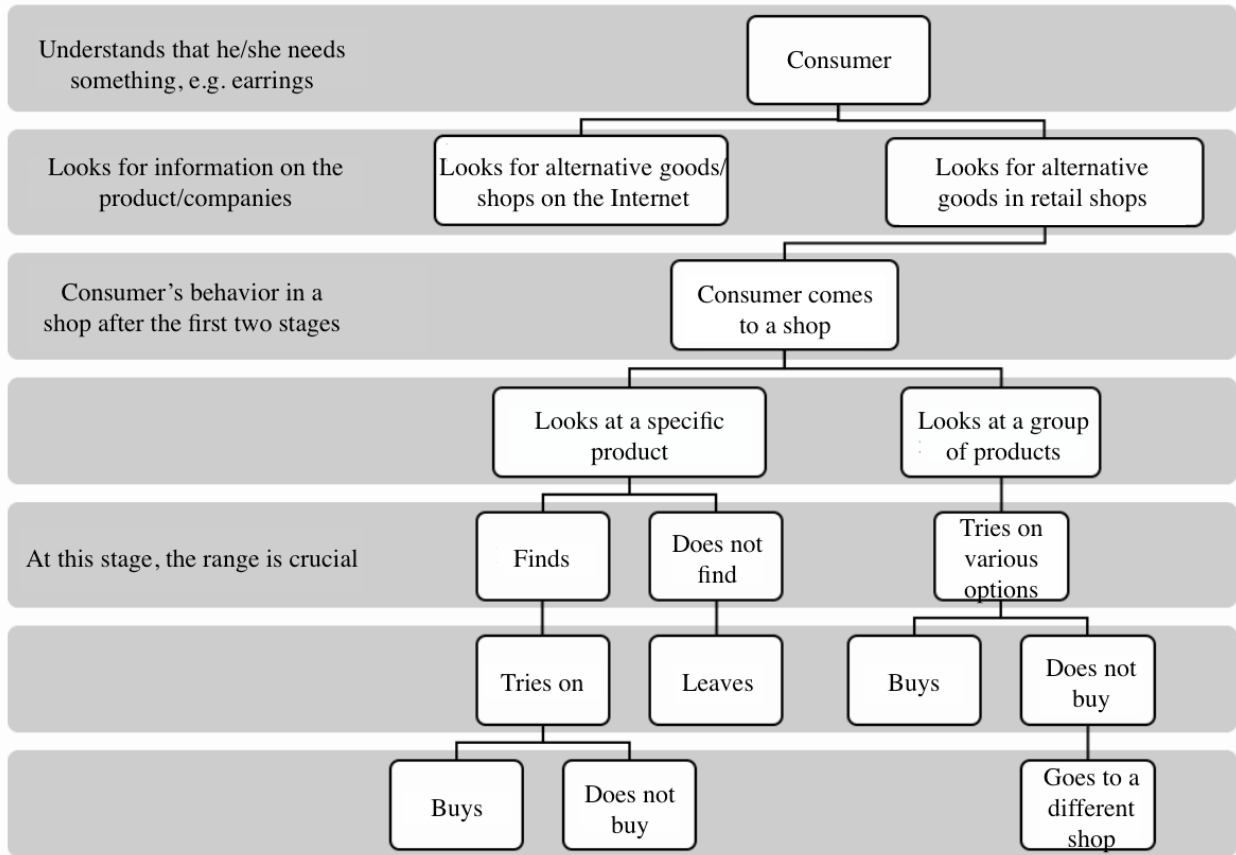 Understands that he/she needs
something, e.g. earrings
Consumer
Looks for information on the
product/companies
Looks for alternative goods/
shops on the Internet
Looks for alternative
goods in retail shops
Consumer’s behavior in a
shop after the first two stages
Consumer comes
to a shop
Looks at a specific
product
Looks at a group
of products
At this stage, the range is crucial
Finds
Does not
find
Tries on
various
options
Tries on
Leaves
Buys
Does not
buy
Buys
Does not
buy
Goes to a
different
shop